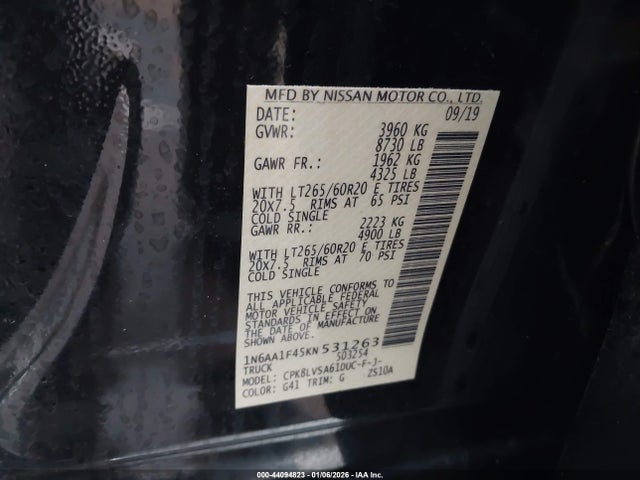 MFD BY NISSAN MOTOR CO., LTD.
DATE: 09/19
GVWR: 3960 KG
8730 LB
GAWR FR.: 1962 KG
4325 LB
WITH LT265/60R20 E TIRES
20X7.5 RIMS AT 65 PSI
COLD SINGLE
GAWR RR.: 2223 KG
4900 LB
WITH LT265/60R20 E TIRES
20X7.5 RIMS AT 70 PSI
COLD SINGLE
THIS VEHICLE CONFORMS TO
ALL APPLICABLE FEDERAL
MOTOR VEHICLE SAFETY
STANDARDS IN EFFECT ON
THE DATE OF MANUFACTURE
SHOWN ABOVE.
1N6AA1F45KN531263
TRUCK 503254
MODEL: CPK8LVSA61DUC-F-J-
COLOR: G41 TRIM: G ZS10A
000-44094823 - 01/06/2026 - IAA Inc.